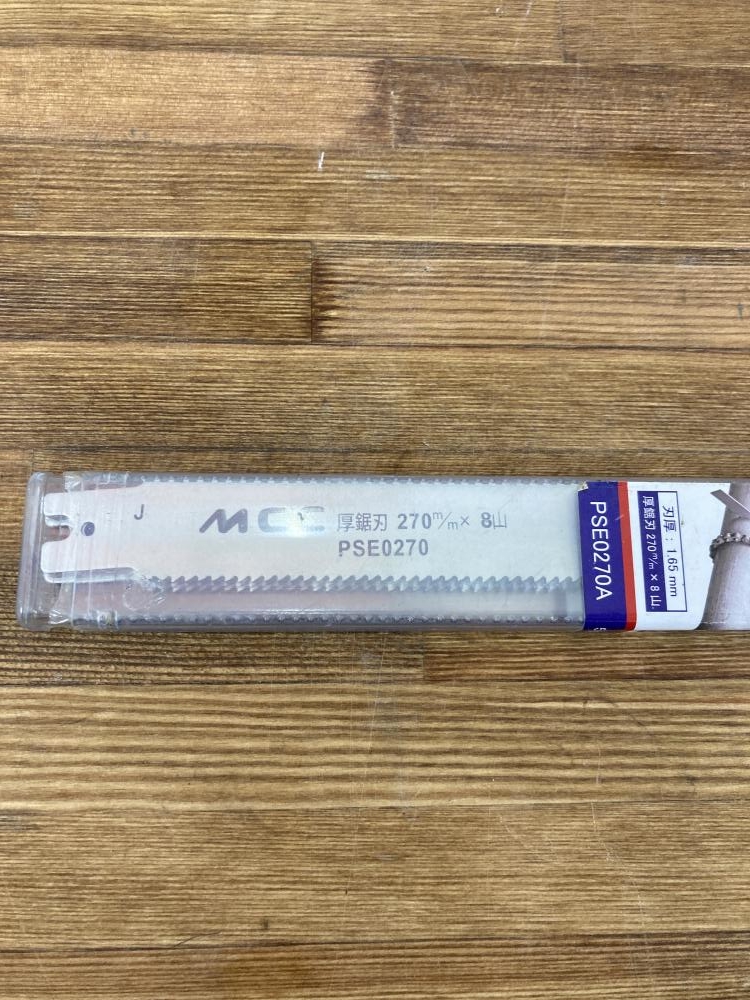 J
MCC 厚鋸刃 270m/m× 8山
PSE0270
PSE0270A
刃厚：1.65 mm
厚鋸刃 270m/m × 8 山